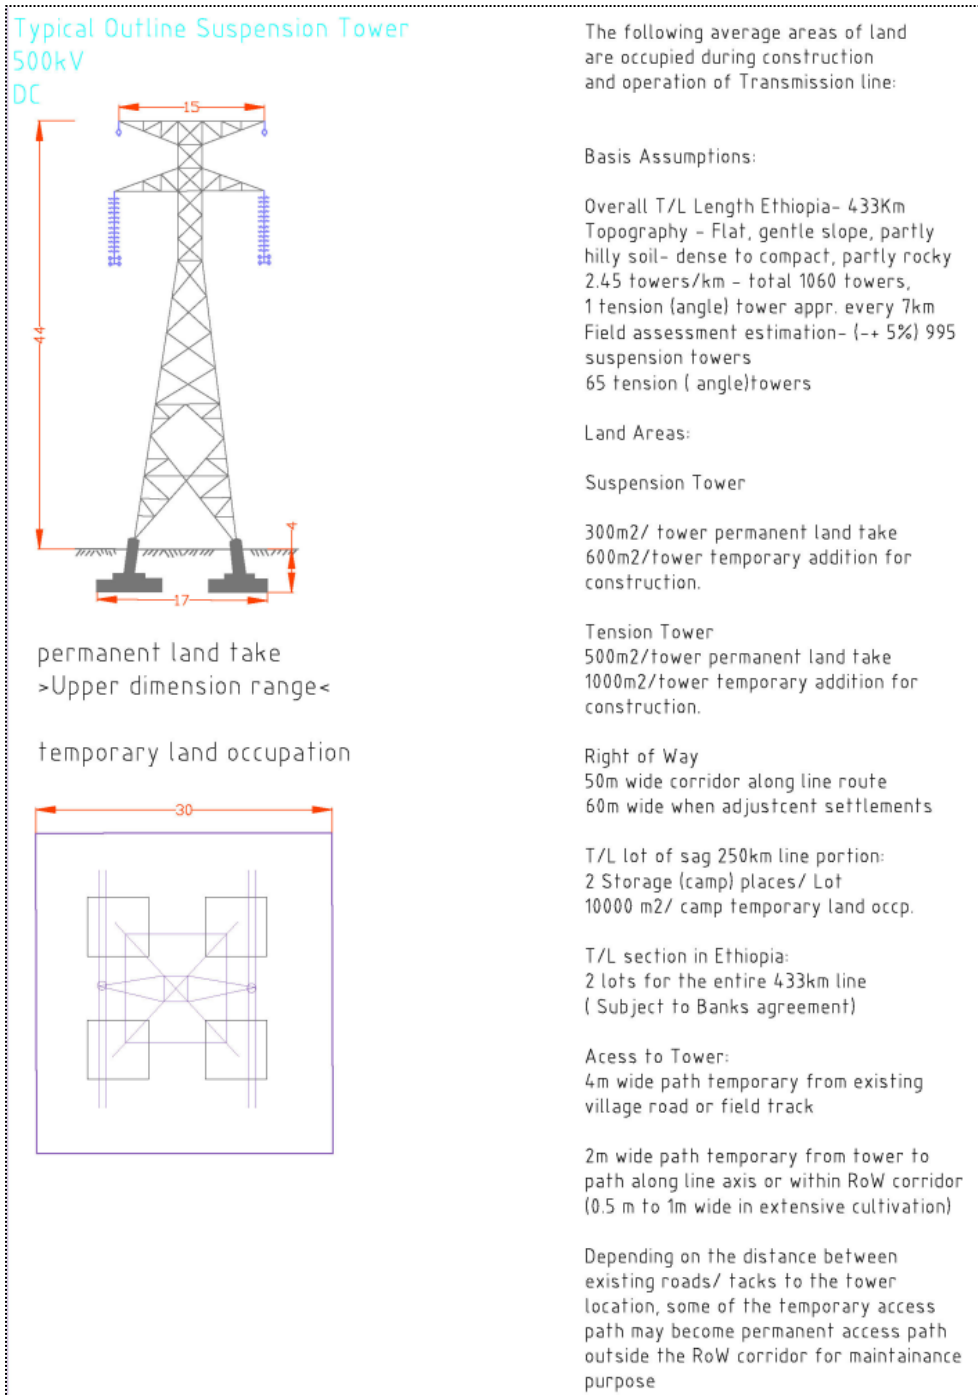 Typical Outline Suspension Tower
500kV
DC
15
44
4
17
permanent land take
>Upper dimension range<
temporary land occupation
30
The following average areas of land
are occupied during construction
and operation of Transmission line:
Basis Assumptions:
Overall T/L Length Ethiopia- 433Km
Topography - Flat, gentle slope, partly
hilly soil- dense to compact, partly rocky
2.45 towers/km - total 1060 towers,
1 tension (angle) tower appr. every 7km
Field assessment estimation- (-+ 5%) 995
suspension towers
65 tension ( angle)towers
Land Areas:
Suspension Tower
300m2/ tower permanent land take
600m2/tower temporary addition for
construction.
Tension Tower
500m2/tower permanent land take
1000m2/tower temporary addition for
construction.
Right of Way
50m wide corridor along line route
60m wide when adjustcent settlements
T/L lot of sag 250km line portion:
2 Storage (camp) places/ Lot
10000 m2/ camp temporary land occp.
T/L section in Ethiopia:
2 lots for the entire 433km line
( Subject to Banks agreement)
Acess to Tower:
4m wide path temporary from existing
village road or field track
2m wide path temporary from tower to
path along line axis or within RoW corridor
(0.5 m to 1m wide in extensive cultivation)
Depending on the distance between
existing roads/ tacks to the tower
location, some of the temporary access
path may become permanent access path
outside the RoW corridor for maintainance
purpose